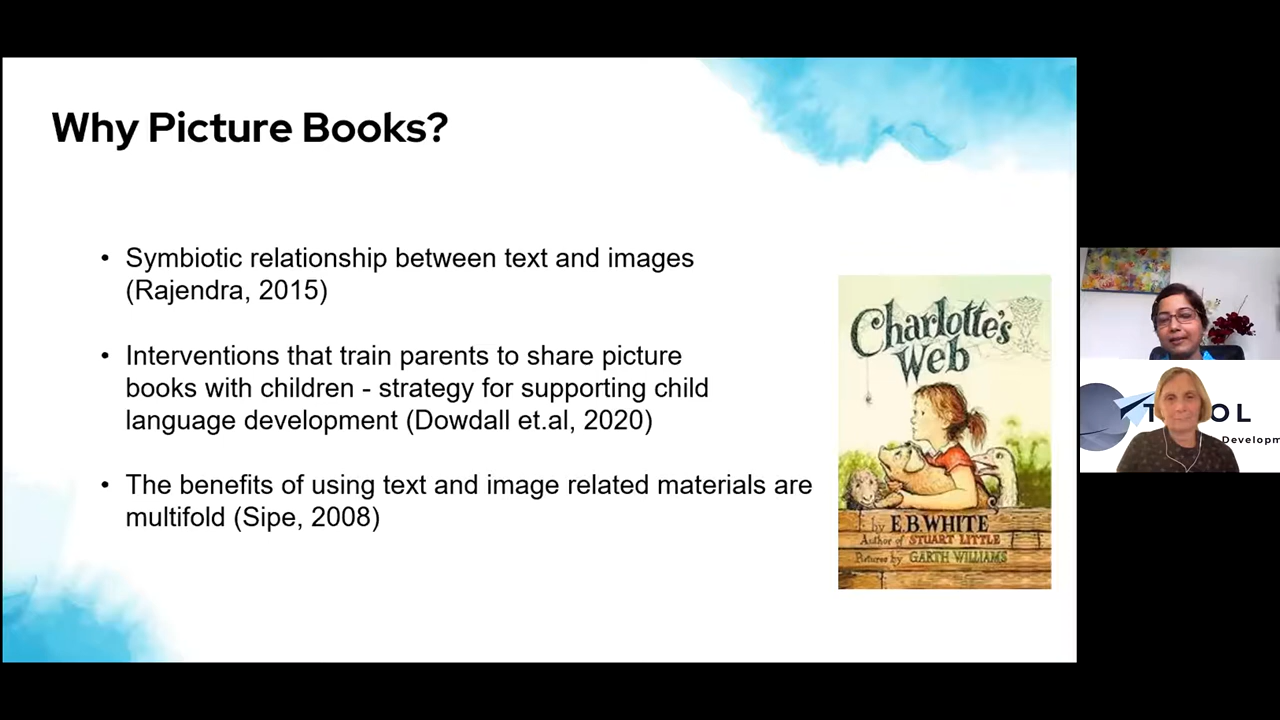 Why Picture Books?
• Symbiotic relationship between text and images
(Rajendra, 2015)
• Interventions that train parents to share picture
books with children - strategy for supporting child
language development (Dowdall et.al, 2020)
• The benefits of using text and image related materials are
multifold (Sipe, 2008)
Charlotte's
Web
by E.B. WHITE
Author of STUART LITTLE
Pictures by GARTH WILLIAMS
T OL
Developm